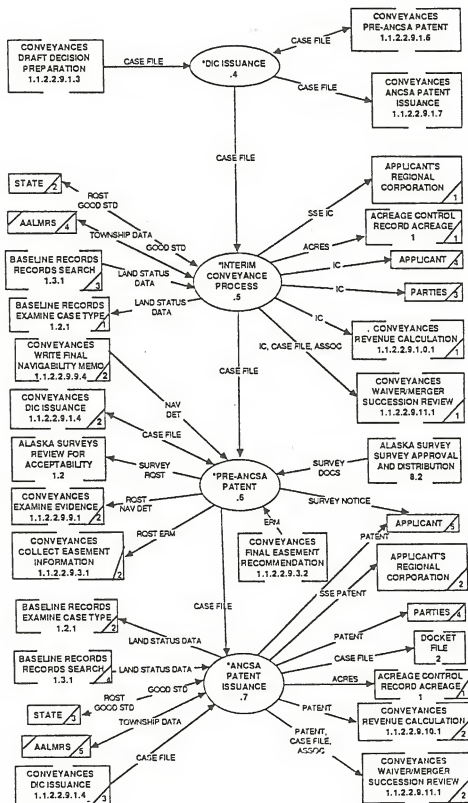 CONVEYANCES
PRE-ANCSA PATENT
1.1.2.2.9.1.6
CASE FILE
CONVEYANCES
DRAFT DECISION
PREPARATION
1.1.2.2.9.1.3
CASE FILE
*DIC ISSUANCE
.4
CASE FILE
CONVEYANCES
ANCSA PATENT
ISSUANCE
1.1.2.2.9.1.7
CASE FILE
STATE 2
ROST
GOOD STD
AALMRS 4
TOWNSHIP DATA
GOOD STD
BASELINE RECORDS
RECORDS SEARCH
1.3.1 3
LAND STATUS
DATA
BASELINE RECORDS
EXAMINE CASE TYPE
1.2.1 1
LAND STATUS
DATA
*INTERIM
CONVEYANCE
PROCESS
.5
SSE IC
APPLICANT'S
REGIONAL
CORPORATION
1
ACRES
ACREAGE CONTROL
RECORD ACREAGE
1 1
IC
APPLICANT 4
IC
PARTIES 3
IC
. CONVEYANCES
REVENUE CALCULATION
1.1.2.2.9.1.0.1 1
IC, CASE FILE, ASSOC
CONVEYANCES
WAIVER/MERGER
SUCCESSION REVIEW
1.1.2.2.9.11.1 1
CASE FILE
CONVEYANCES
WRITE FINAL
NAVIGABILITY MEMO
1.1.2.2.9.9.4 2
NAV
DET
CONVEYANCES
DIC ISSUANCE
1.1.2.2.9.1.4 2
CASE FILE
ALASKA SURVEYS
REVIEW FOR
ACCEPTABILITY
1.2
SURVEY
ROST
CONVEYANCES
EXAMINE EVIDENCE
1.1.2.2.9.9.1 2
ROST
NAV DET
CONVEYANCES
COLLECT EASEMENT
INFORMATION
1.1.2.2.9.3.1 2
ROST ERM
*PRE-ANCSA
PATENT
.6
SURVEY
DOCS
ALASKA SURVEY
SURVEY APPROVAL
AND DISTRIBUTION
8.2
SURVEY NOTICE
APPLICANT 5
ERM
CONVEYANCES
FINAL EASEMENT
RECOMMENDATION
1.1.2.2.9.3.2
PATENT
SSE PATENT
APPLICANT'S
REGIONAL
CORPORATION 2
CASE FILE
BASELINE RECORDS
EXAMINE CASE TYPE
1.2.1 2
LAND STATUS DATA
BASELINE RECORDS
RECORDS SEARCH
1.3.1 4
LAND STATUS DATA
STATE 3
ROST
GOOD STD
GOOD STD
AALMRS 5
TOWNSHIP DATA
CONVEYANCES
DIC ISSUANCE
1.1.2.2.9.1.4 3
CASE FILE
*ANCSA
PATENT
ISSUANCE
.7
PATENT
PARTIES 4
CASE FILE
DOCKET
FILE
2
ACRES
ACREAGE CONTROL
RECORD ACREAGE
1
PATENT
CONVEYANCES
REVENUE CALCULATION
1.1.2.2.9.10.1 2
PATENT,
CASE FILE,
ASSOC
CONVEYANCES
WAIVER/MERGER
SUCCESSION REVIEW
1.1.2.2.9.11.1 2